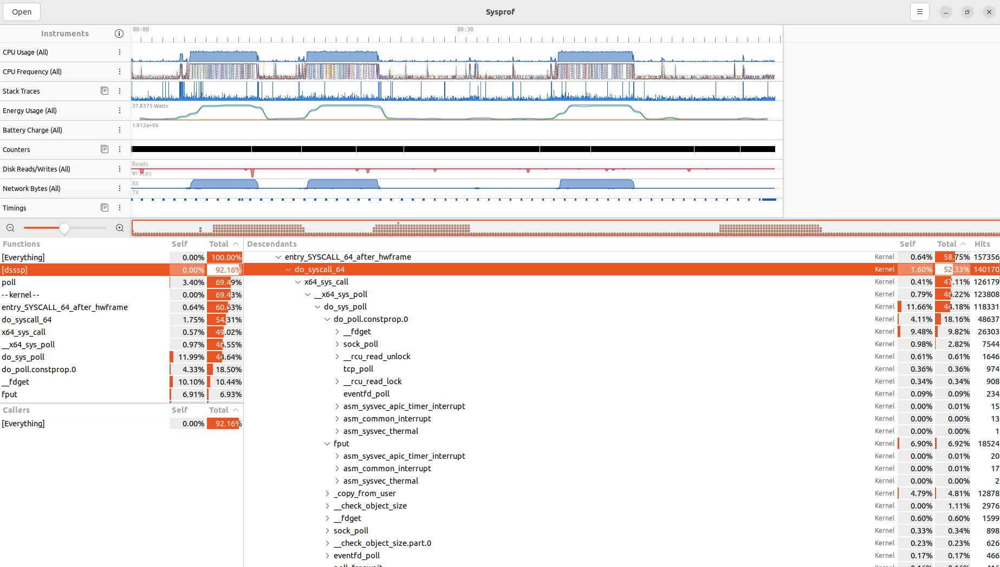 Open
Sysprof
Instruments
00:00
00:30
CPU Usage (All)
CPU Frequency (All)
Stack Traces
Energy Usage (All)
37.8375 Watts
Battery Charge (All)
1.912e+06
Counters
Disk Reads/Writes (All)
Reads
Writes
Network Bytes (All)
RX
TX
Timings
Functions Self Total
[Everything] 0.00% 100.00%
[dsssp] 0.00% 92.16%
poll 3.40% 69.49%
--kernel-- 0.00% 69.43%
entry_SYSCALL_64_after_hwframe 0.64% 60.63%
do_syscall_64 1.75% 54.31%
x64_sys_call 0.57% 49.02%
__x64_sys_poll 0.97% 46.55%
do_sys_poll 11.99% 44.64%
do_poll.constprop.0 4.33% 18.50%
__fdget 10.10% 10.44%
fput 6.91% 6.93%
Callers Self Total
[Everything] 0.00% 92.16%
Descendants Self Total Hits
entry_SYSCALL_64_after_hwframe Kernel 0.64% 58.75% 157356
do_syscall_64 Kernel 1.60% 52.33% 140170
x64_sys_call Kernel 0.41% 47.11% 126179
__x64_sys_poll Kernel 0.79% 46.22% 123808
do_sys_poll Kernel 11.66% 44.18% 118331
do_poll.constprop.0 Kernel 4.11% 18.16% 48637
__fdget Kernel 9.48% 9.82% 26303
sock_poll Kernel 0.98% 2.82% 7544
__rcu_read_unlock Kernel 0.61% 0.61% 1646
tcp_poll Kernel 0.36% 0.36% 974
__rcu_read_lock Kernel 0.34% 0.34% 908
eventfd_poll Kernel 0.09% 0.09% 234
asm_sysvec_apic_timer_interrupt Kernel 0.00% 0.01% 15
asm_common_interrupt Kernel 0.00% 0.00% 13
asm_sysvec_thermal Kernel 0.00% 0.00% 1
fput Kernel 6.90% 6.92% 18524
asm_sysvec_apic_timer_interrupt Kernel 0.00% 0.01% 20
asm_common_interrupt Kernel 0.00% 0.01% 17
asm_sysvec_thermal Kernel 0.00% 0.00% 2
_copy_from_user Kernel 4.79% 4.81% 12878
__check_object_size Kernel 0.00% 1.11% 2976
__fdget Kernel 0.60% 0.60% 1599
sock_poll Kernel 0.33% 0.34% 898
__check_object_size.part.0 Kernel 0.23% 0.23% 626
eventfd_poll Kernel 0.17% 0.17% 466